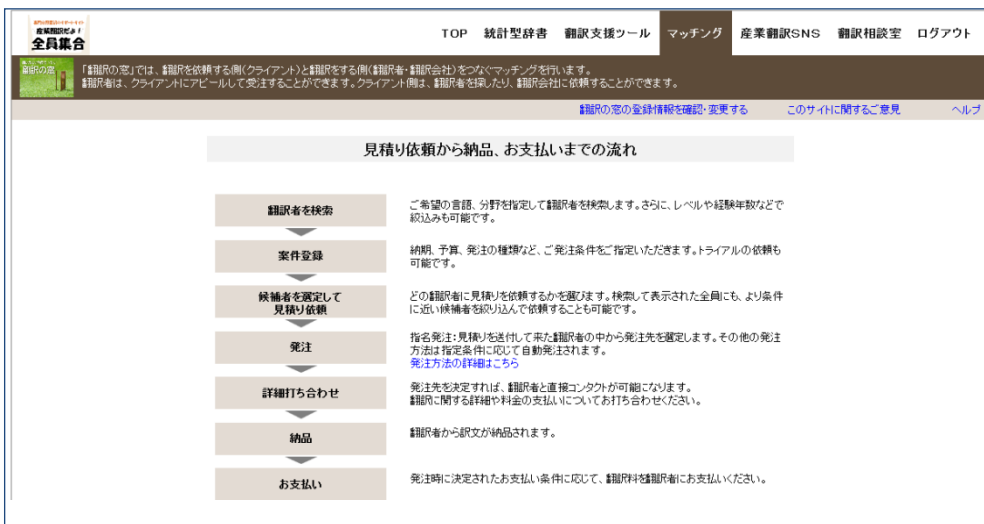 産業翻訳だよ!
全員集合
TOP 統計型辞書 翻訳支援ツール マッチング 産業翻訳SNS 翻訳相談室 ログアウト
翻訳の窓
「翻訳の窓」では、翻訳を依頼する側(クライアント)と翻訳をする側(翻訳者・翻訳会社)をつなぐマッチングを行います。
翻訳者は、クライアントにアピールして受注することができます。クライアント側は、翻訳者を探したり、翻訳会社に依頼することができます。
翻訳の窓の登録情報を確認・変更する このサイトに関するご意見 ヘルプ
見積り依頼から納品、お支払いまでの流れ
翻訳者を検索
ご希望の言語、分野を指定して翻訳者を検索します。さらに、レベルや経験年数などで
絞込みも可能です。
案件登録
納期、予算、発注の種類など、ご発注条件をご指定いただきます。トライアルの依頼も
可能です。
候補者を選定して
見積り依頼
どの翻訳者に見積りを依頼するかを選びます。検索して表示された全員にも、より条件
に近い候補者を絞り込んで依頼することも可能です。
発注
指名発注:見積りを送付して来た翻訳者の中から発注先を選定します。その他の発注
方法は指定条件に応じて自動発注されます。
発注方法の詳細はこちら
詳細打ち合わせ
発注先を決定すれば、翻訳者と直接コンタクトが可能になります。
翻訳に関する詳細や料金の支払いについてお打ち合わせください。
納品
翻訳者から訳文が納品されます。
お支払い
発注時に決定されたお支払い条件に応じて、翻訳料を翻訳者にお支払いください。